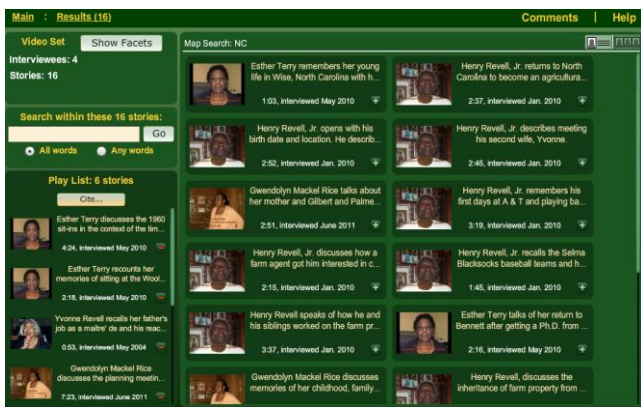 Main : Results (16)
Comments | Help
Video Set
Show Facets
Interviewees: 4
Stories: 16
Search within these 16 stories:
Go
All words
Any words
Play List: 6 stories
Cite...
Esther Terry discusses the 1960
sit-ins in the context of the tim...
4:24, interviewed May 2010
Esther Terry recounts her
memories of sitting at the Wool...
2:18, interviewed May 2010
Yvonne Revell recalls her father's
job as a maitre' de and his reac...
0:53, interviewed May 2004
Gwendolyn Mackel Rice
discusses the planning meetin...
7:23, interviewed June 2011
Map Search: NC
Esther Terry remembers her young
life in Wise, North Carolina with h...
1:03, interviewed May 2010
Henry Revell, Jr. returns to North
Carolina to become an agricultura...
2:37, interviewed Jan. 2010
Henry Revell, Jr. opens with his
birth date and location. He describ...
2:52, interviewed Jan. 2010
Henry Revell, Jr. describes meeting
his second wife, Yvonne.
2:45, interviewed Jan. 2010
Gwendolyn Mackel Rice talks about
her mother and Gilbert and Palme...
2:51, interviewed June 2011
Henry Revell, Jr. remembers his
first days at A & T and playing ba...
3:19, interviewed Jan. 2010
Henry Revell, Jr. discusses how a
farm agent got him interested in c...
2:15, interviewed Jan. 2010
Henry Revell, Jr. recalls the Selma
Blacksocks baseball teams and h...
1:45, interviewed Jan. 2010
Henry Revell speaks of how he and
his siblings worked on the farm pr...
3:37, interviewed Jan. 2010
Esther Terry talks of her return to
Bennett after getting a Ph.D. from ...
2:16, interviewed May 2010
Gwendolyn Mackel Rice discusses
memories of her childhood, family...
Henry Revell, discusses the
inheritance of farm property from ...